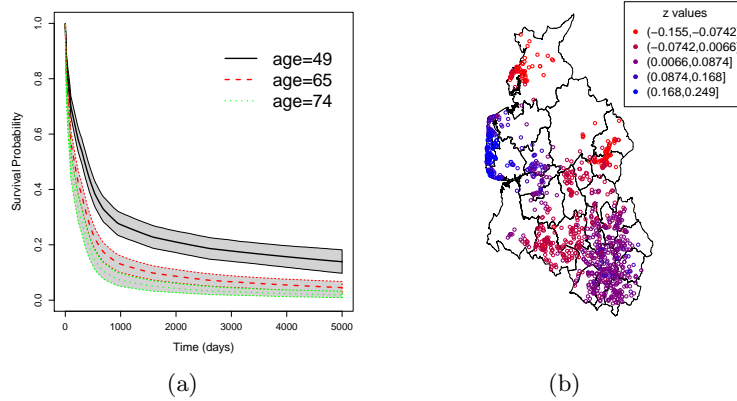 1.0
0.8
0.6
0.4
0.2
0.0
Survival Probability
age=49
age=65
age=74
0 1000 2000 3000 4000 5000
Time (days)
(a)
z values
(−0.155,−0.0742]
(−0.0742,0.0066]
(0.0066,0.0874]
(0.0874,0.168]
(0.168,0.249]
(b)